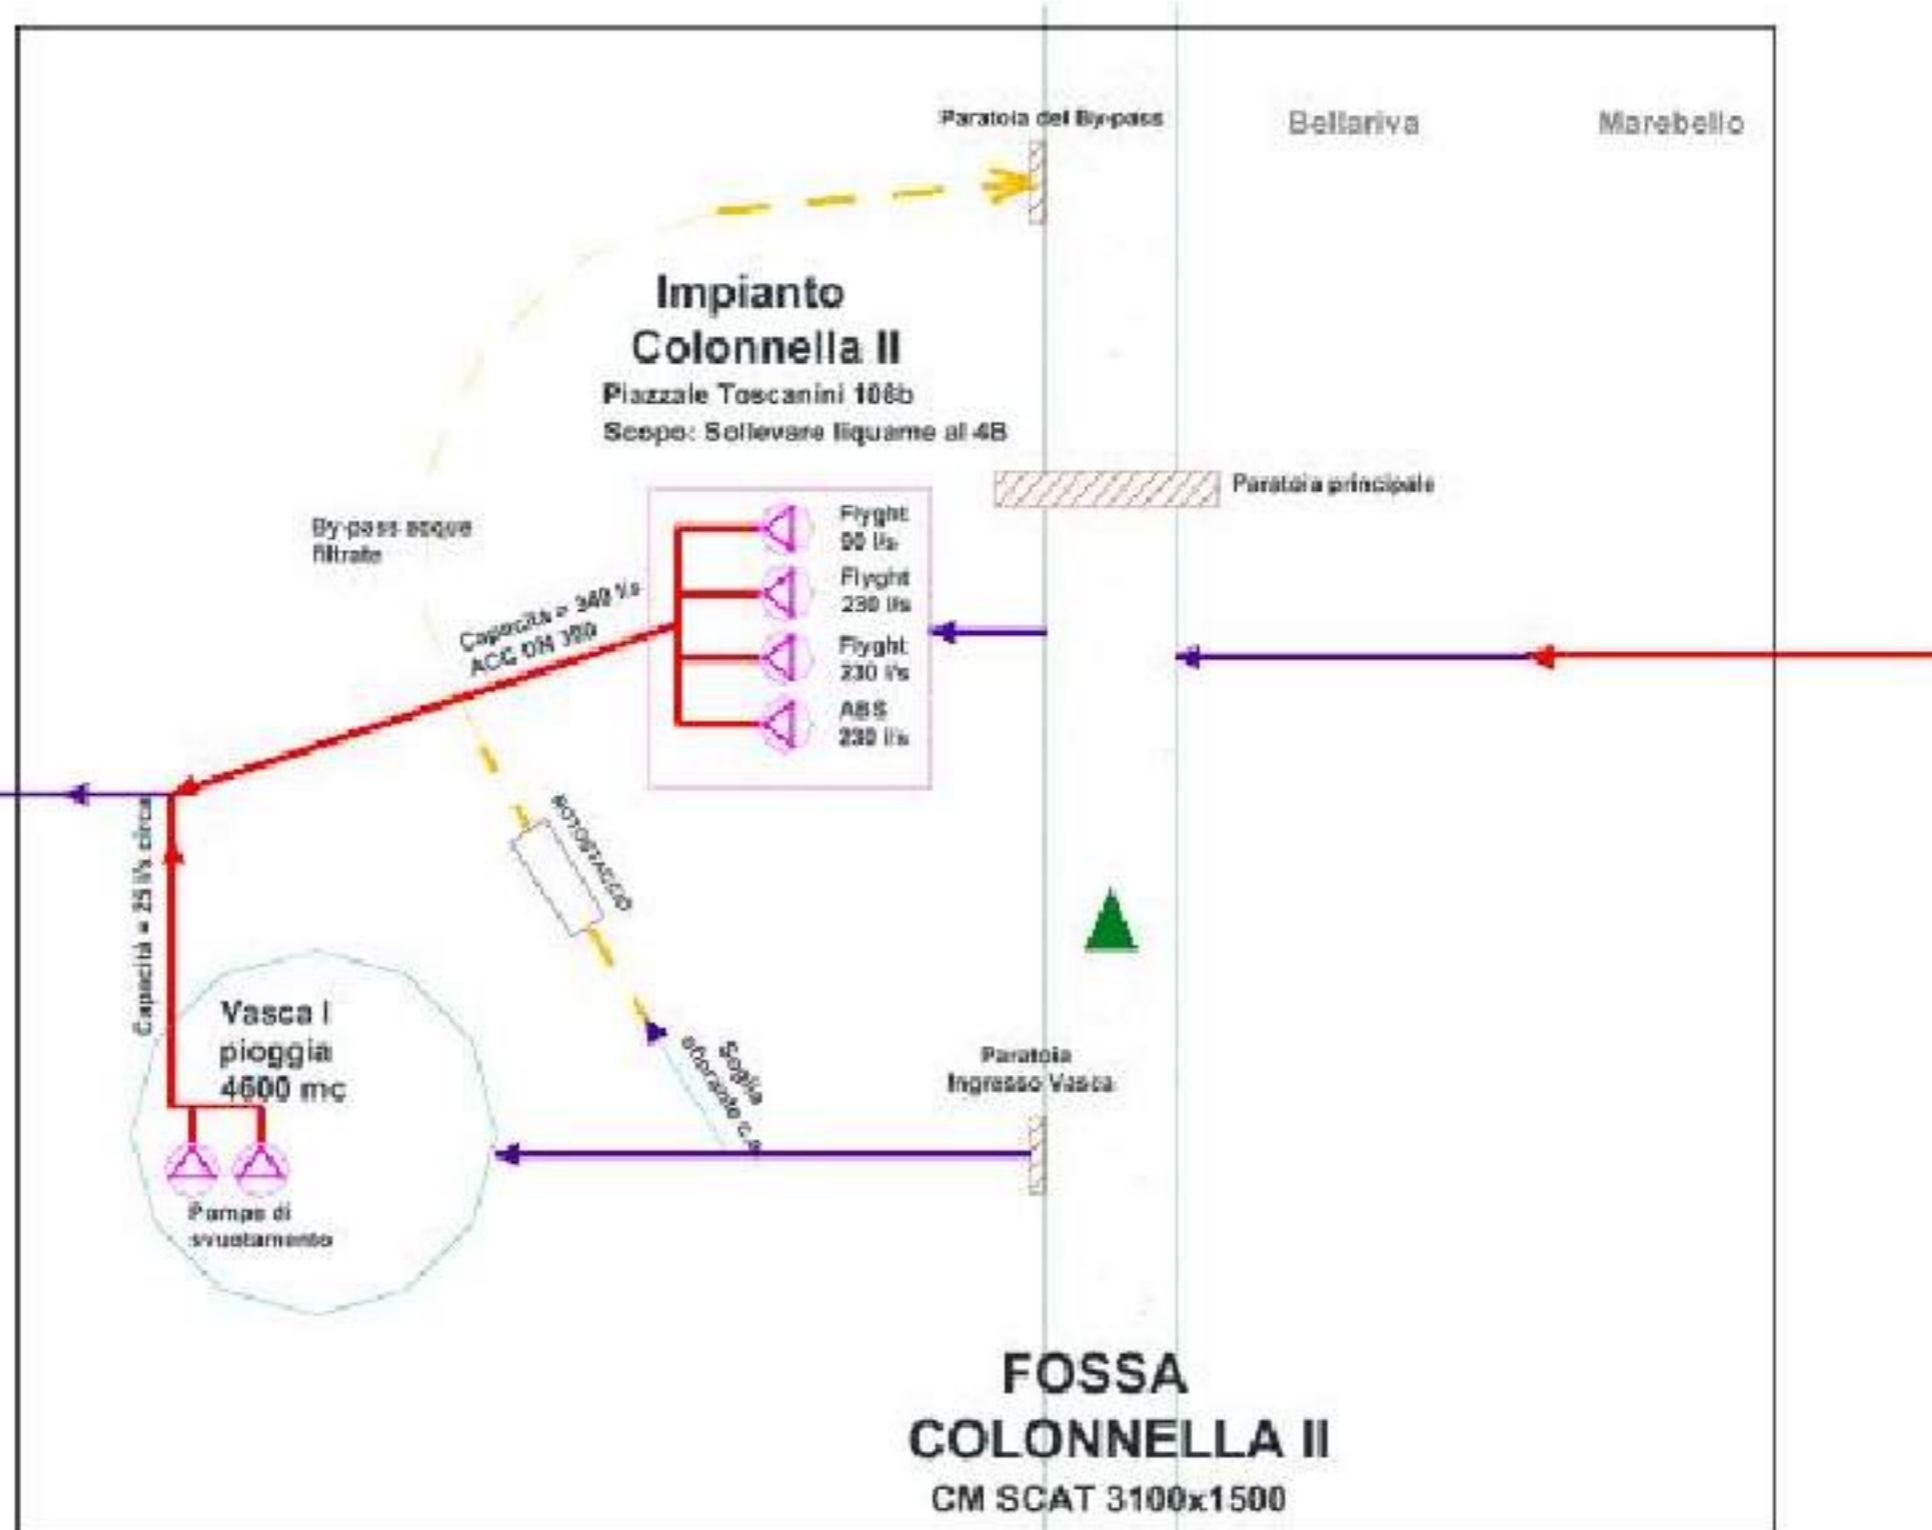 Paratoia del By-pass
Bellariva
Marebello
Impianto
Colonnella II
Piazzale Toscanini 108b
Scopo: Sollevare liquame al 4B
Paratoia principale
By-pass acque
filtrate
Flyght
90 l/s
Flyght
230 l/s
Flyght
230 l/s
ABS
230 l/s
Capacità = 340 l/s
ACC DN
ROTOSTACCIO
Capacità = 25 l/s circa
Vasca I
pioggia
4600 mc
Soglia
sfiorante c.a
Paratoia
Ingresso Vasca
Pompe di
svuotamento
FOSSA
COLONNELLA II
CM SCAT 3100x1500